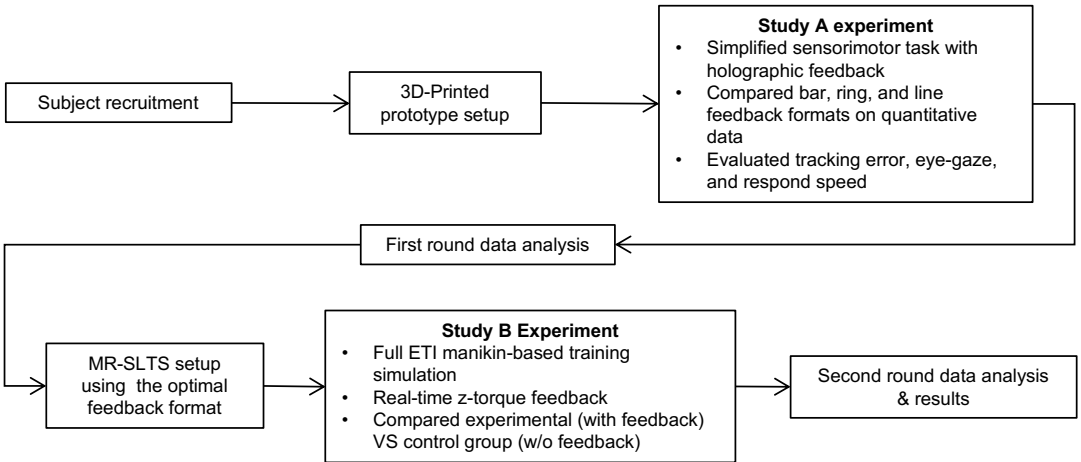 Subject recruitment
3D-Printed
prototype setup
Study A experiment
• Simplified sensorimotor task with
holographic feedback
• Compared bar, ring, and line
feedback formats on quantitative
data
• Evaluated tracking error, eye-gaze,
and respond speed
First round data analysis
MR-SLTS setup
using the optimal
feedback format
Study B Experiment
• Full ETI manikin-based training
simulation
• Real-time z-torque feedback
• Compared experimental (with feedback)
VS control group (w/o feedback)
Second round data analysis
& results